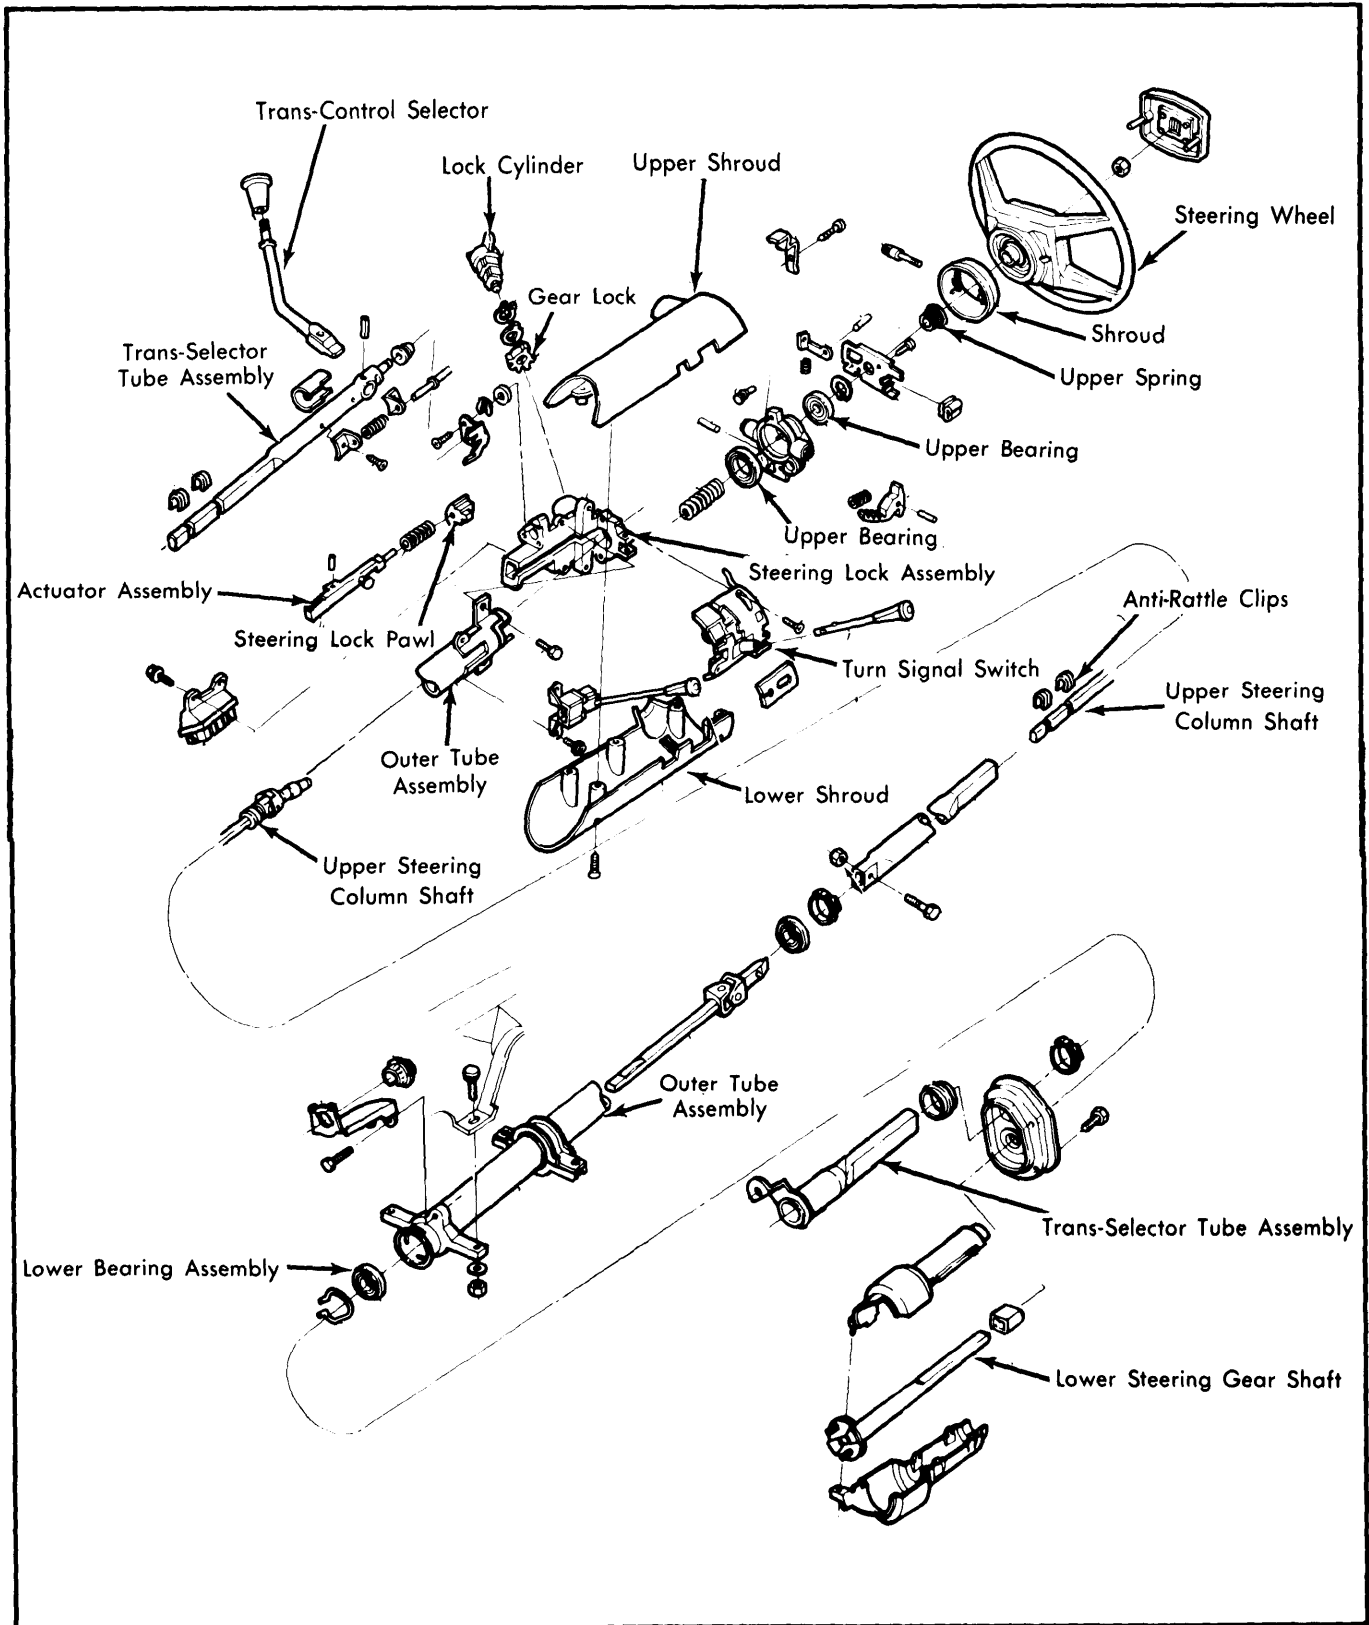 Trans-Control Selector
Lock Cylinder
Upper Shroud
Steering Wheel
Gear Lock
Shroud
Trans-Selector
Tube Assembly
Upper Spring
Upper Bearing
Upper Bearing
Steering Lock Assembly
Actuator Assembly
Anti-Rattle Clips
Steering Lock Pawl
Turn Signal Switch
Upper Steering
Column Shaft
Outer Tube
Assembly
Lower Shroud
Upper Steering
Column Shaft
Outer Tube
Assembly
Trans-Selector Tube Assembly
Lower Bearing Assembly
Lower Steering Gear Shaft